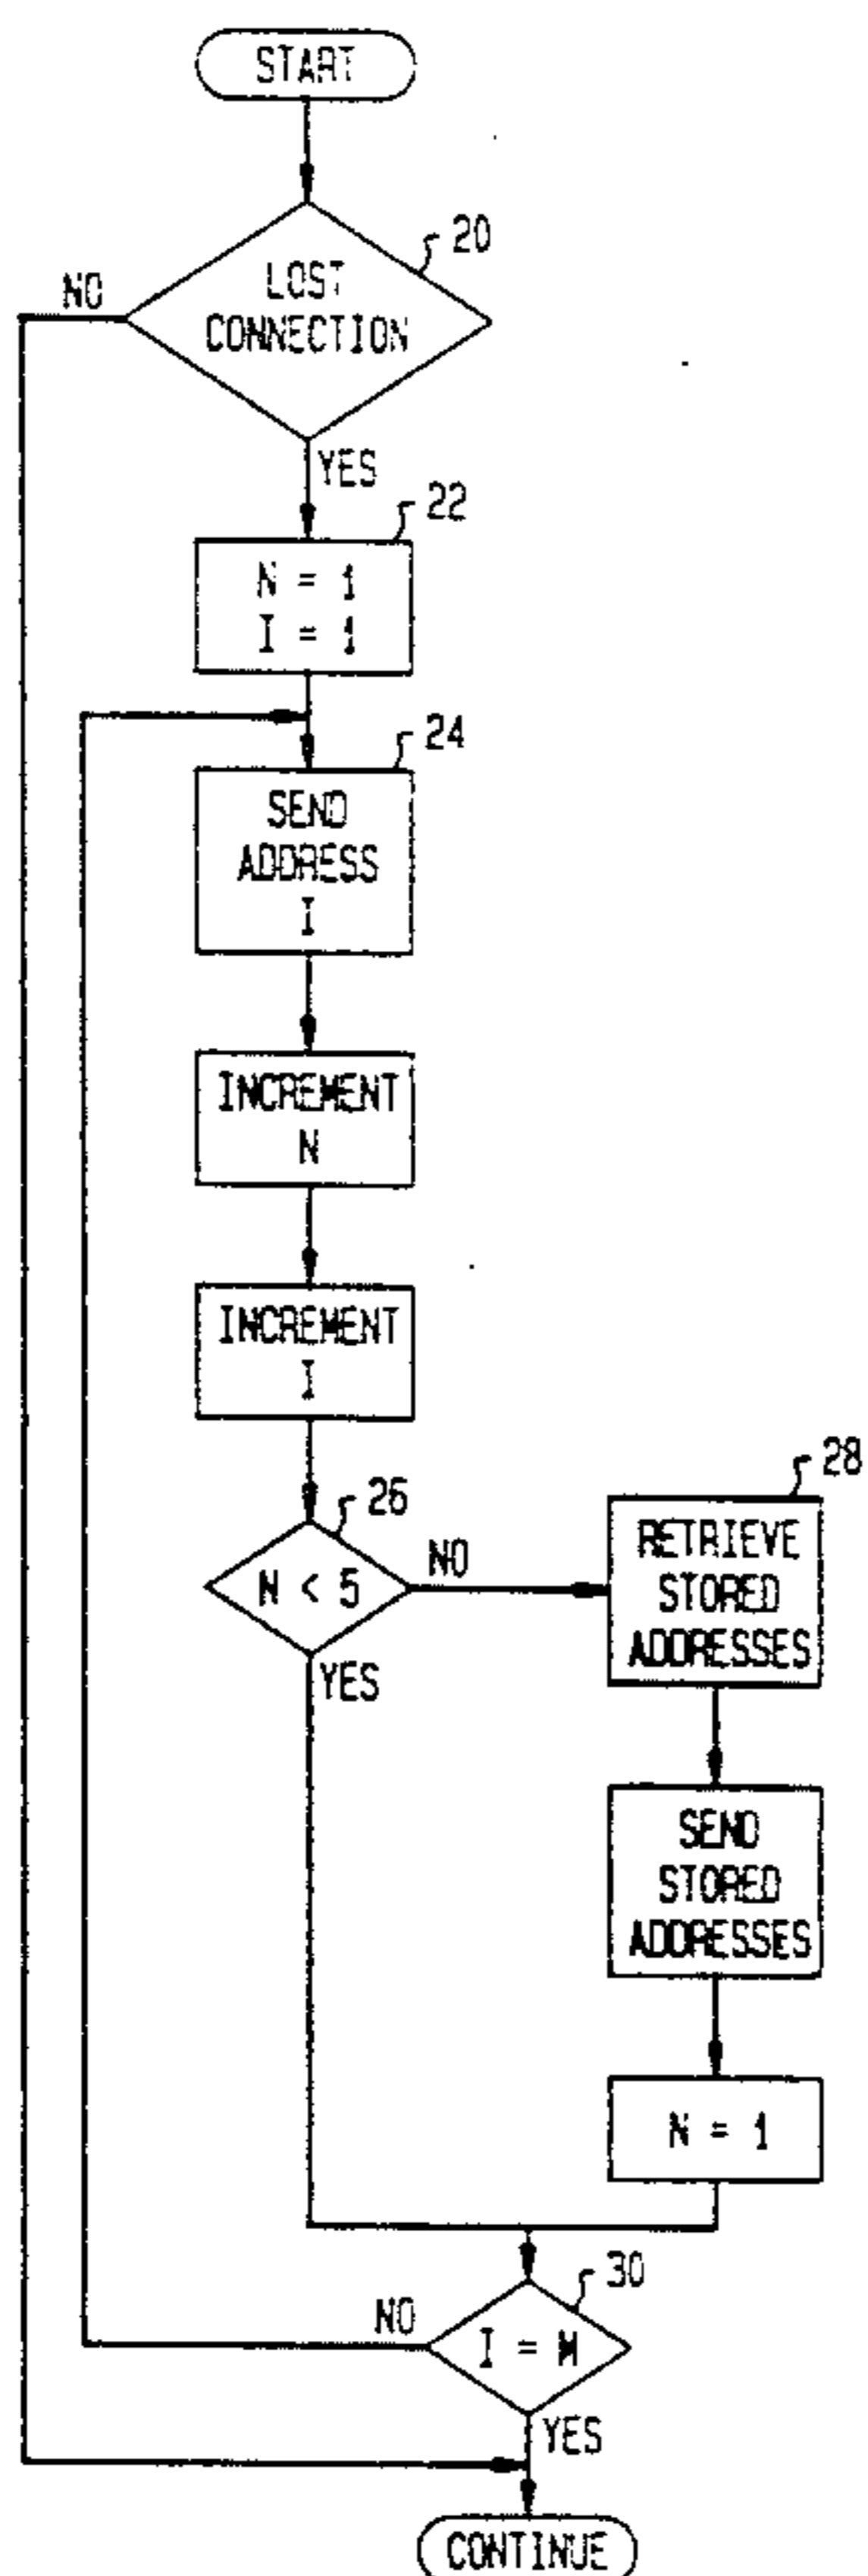 START
20
LOST
CONNECTION
NO
YES
22
N = 1
I = 1
24
SEND
ADDRESS
I
INCREMENT
N
INCREMENT
I
26
N < 5
NO
YES
28
RETRIEVE
STORED
ADDRESSES
SEND
STORED
ADDRESSES
N = 1
30
I = M
NO
YES
CONTINUE